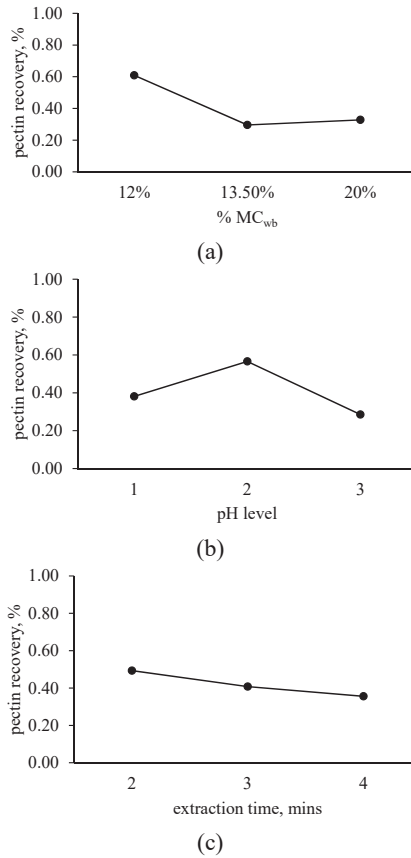 pectin recovery, %
1.00
0.80
0.60
0.40
0.20
0.00
12% 13.50% 20%
% MCwb
(a)
pectin recovery, %
1.00
0.80
0.60
0.40
0.20
0.00
1 2 3
pH level
(b)
pectin recovery, %
1.00
0.80
0.60
0.40
0.20
0.00
2 3 4
extraction time, mins
(c)